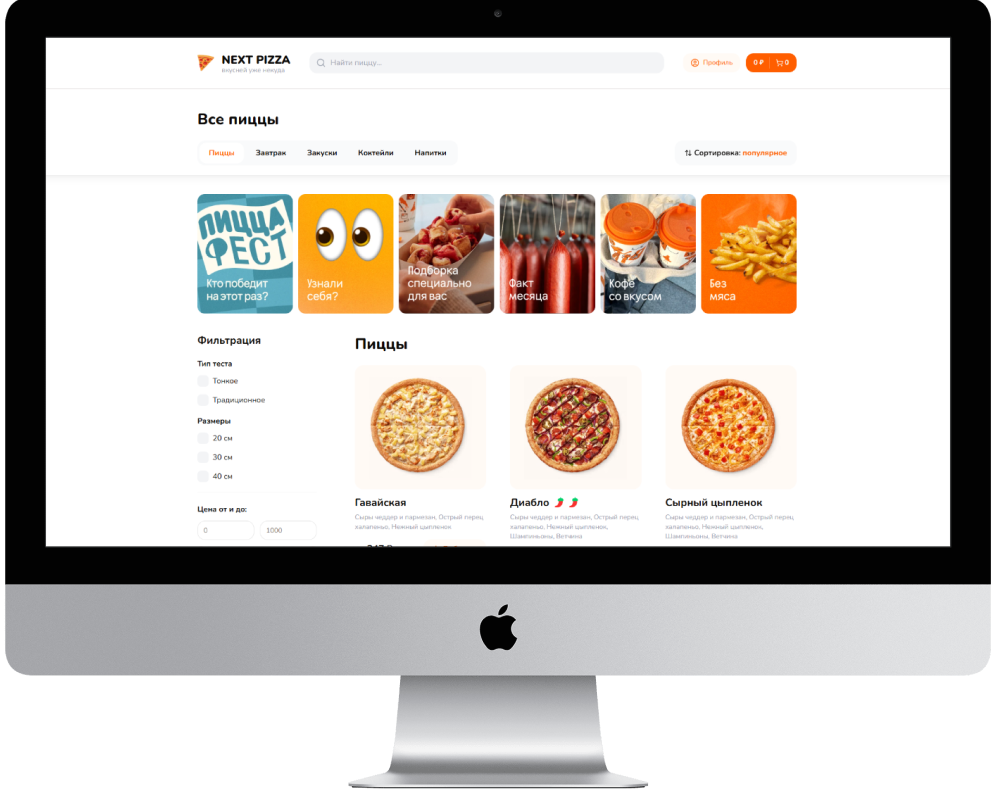 NEXT PIZZA
вкусней уже некуда
Найти пиццу...
Профиль
0 ₽
0
Все пиццы
Пиццы
Завтрак
Закуски
Коктейли
Напитки
Сортировка: популярное
ПИЦЦА
ФЕСТ
Кто победит
на этот раз?
Узнали
себя?
Подборка
специально
для вас
Факт
месяца
Кофе
со вкусом
Без
мяса
Фильтрация
Тип теста
Тонкое
Традиционное
Размеры
20 см
30 см
40 см
Цена от и до:
0
1000
Пиццы
Гавайская
Сыры чеддер и пармезан, Острый перец
халапеньо, Нежный цыпленок
Диабло
Сыры чеддер и пармезан, Острый перец
халапеньо, Нежный цыпленок,
Шампиньоны, Ветчина
Сырный цыпленок
Сыры чеддер и пармезан, Острый перец
халапеньо, Нежный цыпленок,
Шампиньоны, Ветчина